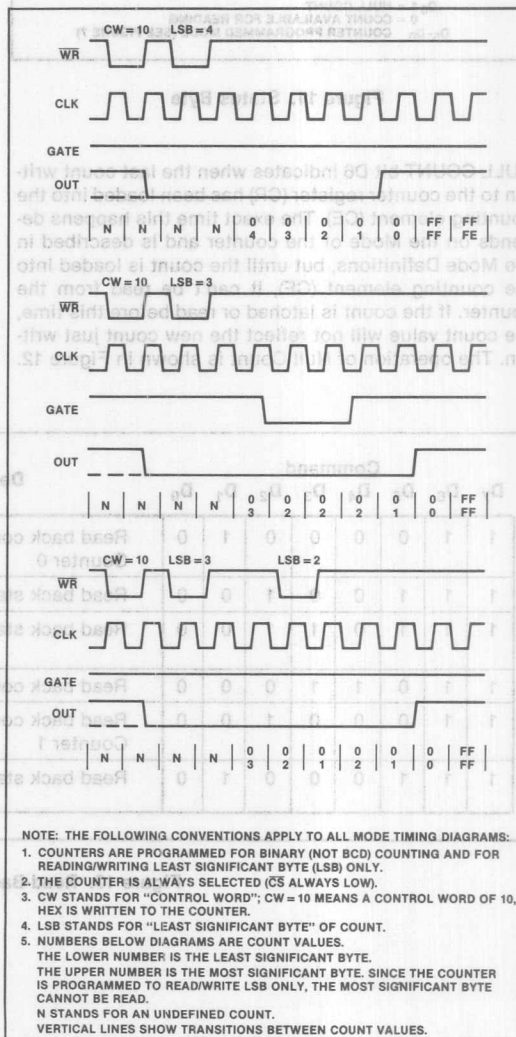 CW=10 LSB=4
WR
CLK
GATE
OUT
N N N N 0 0 0 0 0 FF FF
4 3 2 1 0 FF FE
CW=10 LSB=3
WR
CLK
GATE
OUT
N N N N 0 0 0 0 0 0 FF
3 2 2 2 1 0 FF
CW=10 LSB=3 LSB=2
WR
CLK
GATE
OUT
N N N N 0 0 0 0 0 0 FF
3 2 1 2 1 0 FF
NOTE: THE FOLLOWING CONVENTIONS APPLY TO ALL MODE TIMING DIAGRAMS:
1. COUNTERS ARE PROGRAMMED FOR BINARY (NOT BCD) COUNTING AND FOR
READING/WRITING LEAST SIGNIFICANT BYTE (LSB) ONLY.
2. THE COUNTER IS ALWAYS SELECTED (CS ALWAYS LOW).
3. CW STANDS FOR "CONTROL WORD"; CW = 10 MEANS A CONTROL WORD OF 10,
HEX IS WRITTEN TO THE COUNTER.
4. LSB STANDS FOR "LEAST SIGNIFICANT BYTE" OF COUNT.
5. NUMBERS BELOW DIAGRAMS ARE COUNT VALUES.
THE LOWER NUMBER IS THE LEAST SIGNIFICANT BYTE.
THE UPPER NUMBER IS THE MOST SIGNIFICANT BYTE. SINCE THE COUNTER
IS PROGRAMMED TO READ/WRITE LSB ONLY, THE MOST SIGNIFICANT BYTE
CANNOT BE READ.
N STANDS FOR AN UNDEFINED COUNT.
VERTICAL LINES SHOW TRANSITIONS BETWEEN COUNT VALUES.